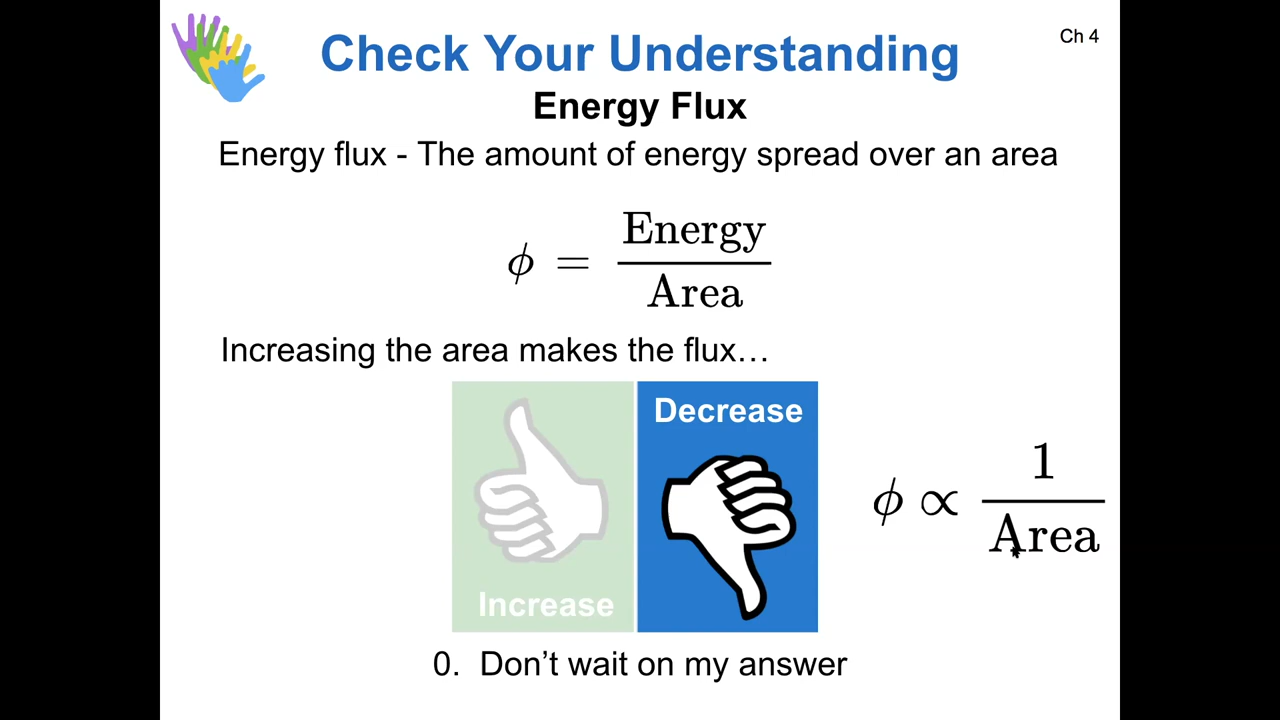 Ch 4
Check Your Understanding
Energy Flux
Energy flux - The amount of energy spread over an area
ϕ = Energy / Area
Increasing the area makes the flux…
Decrease
Increase
ϕ ∝ 1 / Area
0. Don’t wait on my answer